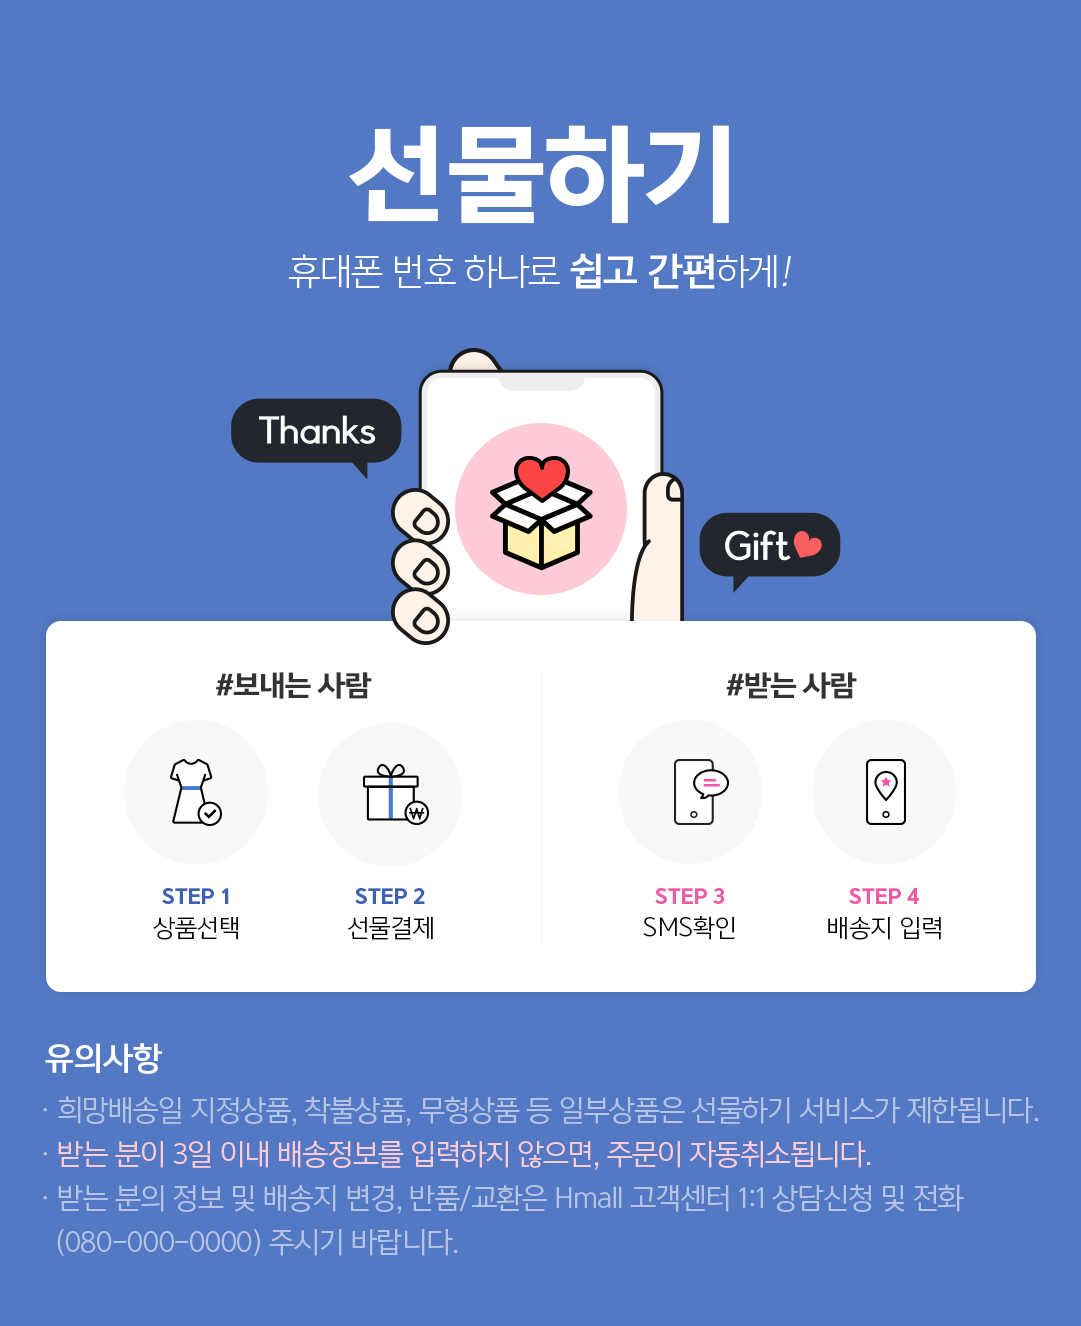 선물하기
휴대폰 번호 하나로 쉽고 간편하게!
Thanks
Gift
#보내는 사람
#받는 사람
₩
STEP 1
STEP 2
STEP 3
STEP 4
상품선택
선물결제
SMS확인
배송지 입력
유의사항
· 희망배송일 지정상품, 착불상품, 무형상품 등 일부상품은 선물하기 서비스가 제한됩니다.
· 받는 분이 3일 이내 배송정보를 입력하지 않으면, 주문이 자동취소됩니다.
· 받는 분의 정보 및 배송지 변경, 반품/교환은 Hmall 고객센터 1:1 상담신청 및 전화
(080-000-0000) 주시기 바랍니다.